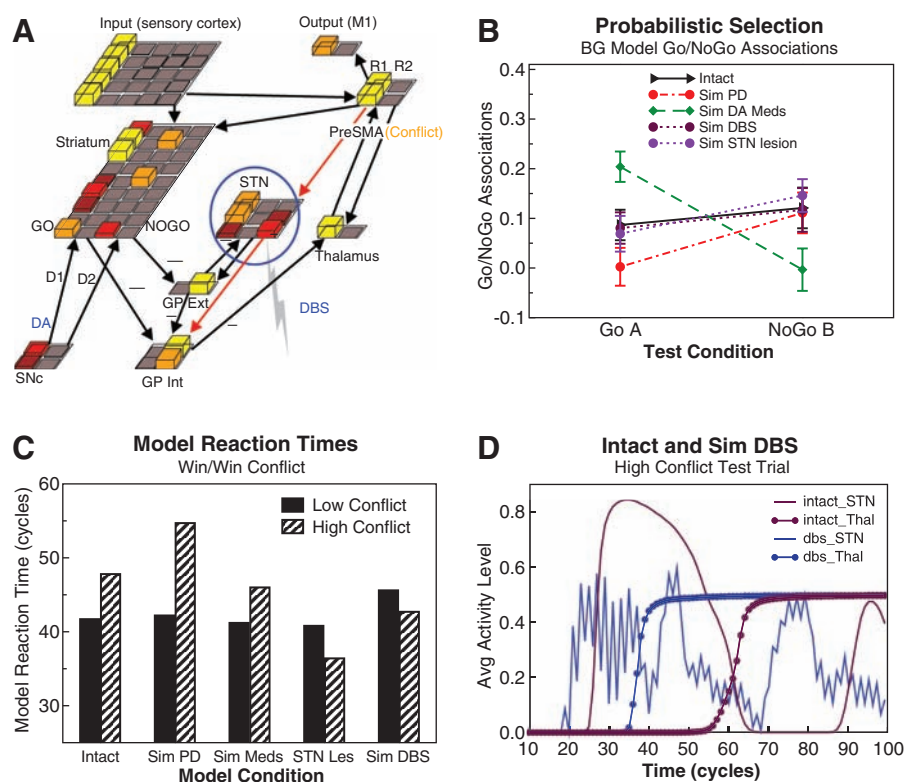 A
Input (sensory cortex)
Output (M1)
R1 R2
PreSMA (Conflict)
Striatum
STN
GO
NOGO
Thalamus
D1
D2
GP Ext
DA
DBS
SNc
GP Int
B
Probabilistic Selection
BG Model Go/NoGo Associations
Go/NoGo Associations
0.4
0.3
0.2
0.1
0.0
-0.1
Intact
Sim PD
Sim DA Meds
Sim DBS
Sim STN lesion
Go A
NoGo B
Test Condition
C
Model Reaction Times
Win/Win Conflict
Model Reaction Time (cycles)
60
50
40
30
Low Conflict
High Conflict
Intact
Sim PD
Sim Meds
STN Les
Sim DBS
Model Condition
D
Intact and Sim DBS
High Conflict Test Trial
Avg Activity Level
0.8
0.6
0.4
0.2
0.0
intact_STN
intact_Thal
dbs_STN
dbs_Thal
10 20 30 40 50 60 70 80 90 100
Time (cycles)